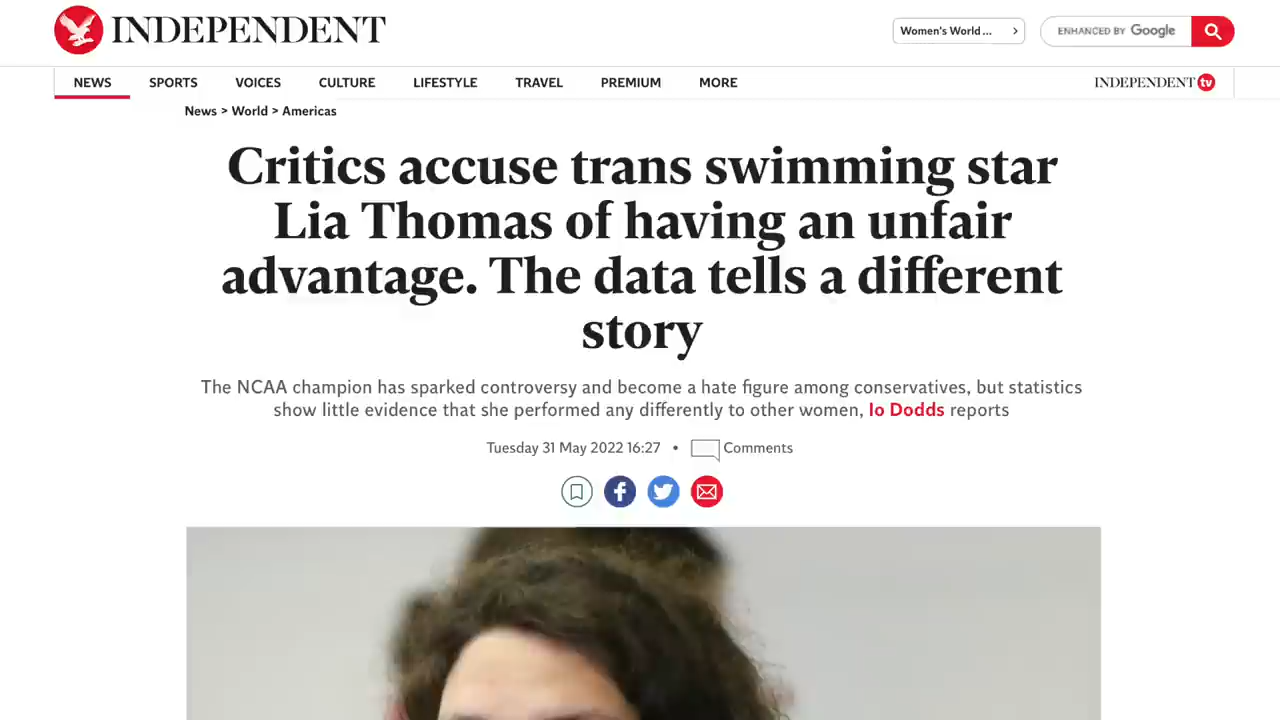 INDEPENDENT
Women's World ...
ENHANCED BY Google
NEWS SPORTS VOICES CULTURE LIFESTYLE TRAVEL PREMIUM MORE
INDEPENDENT tv
News > World > Americas
Critics accuse trans swimming star
Lia Thomas of having an unfair
advantage. The data tells a different
story
The NCAA champion has sparked controversy and become a hate figure among conservatives, but statistics
show little evidence that she performed any differently to other women, Io Dodds reports
Tuesday 31 May 2022 16:27 • Comments